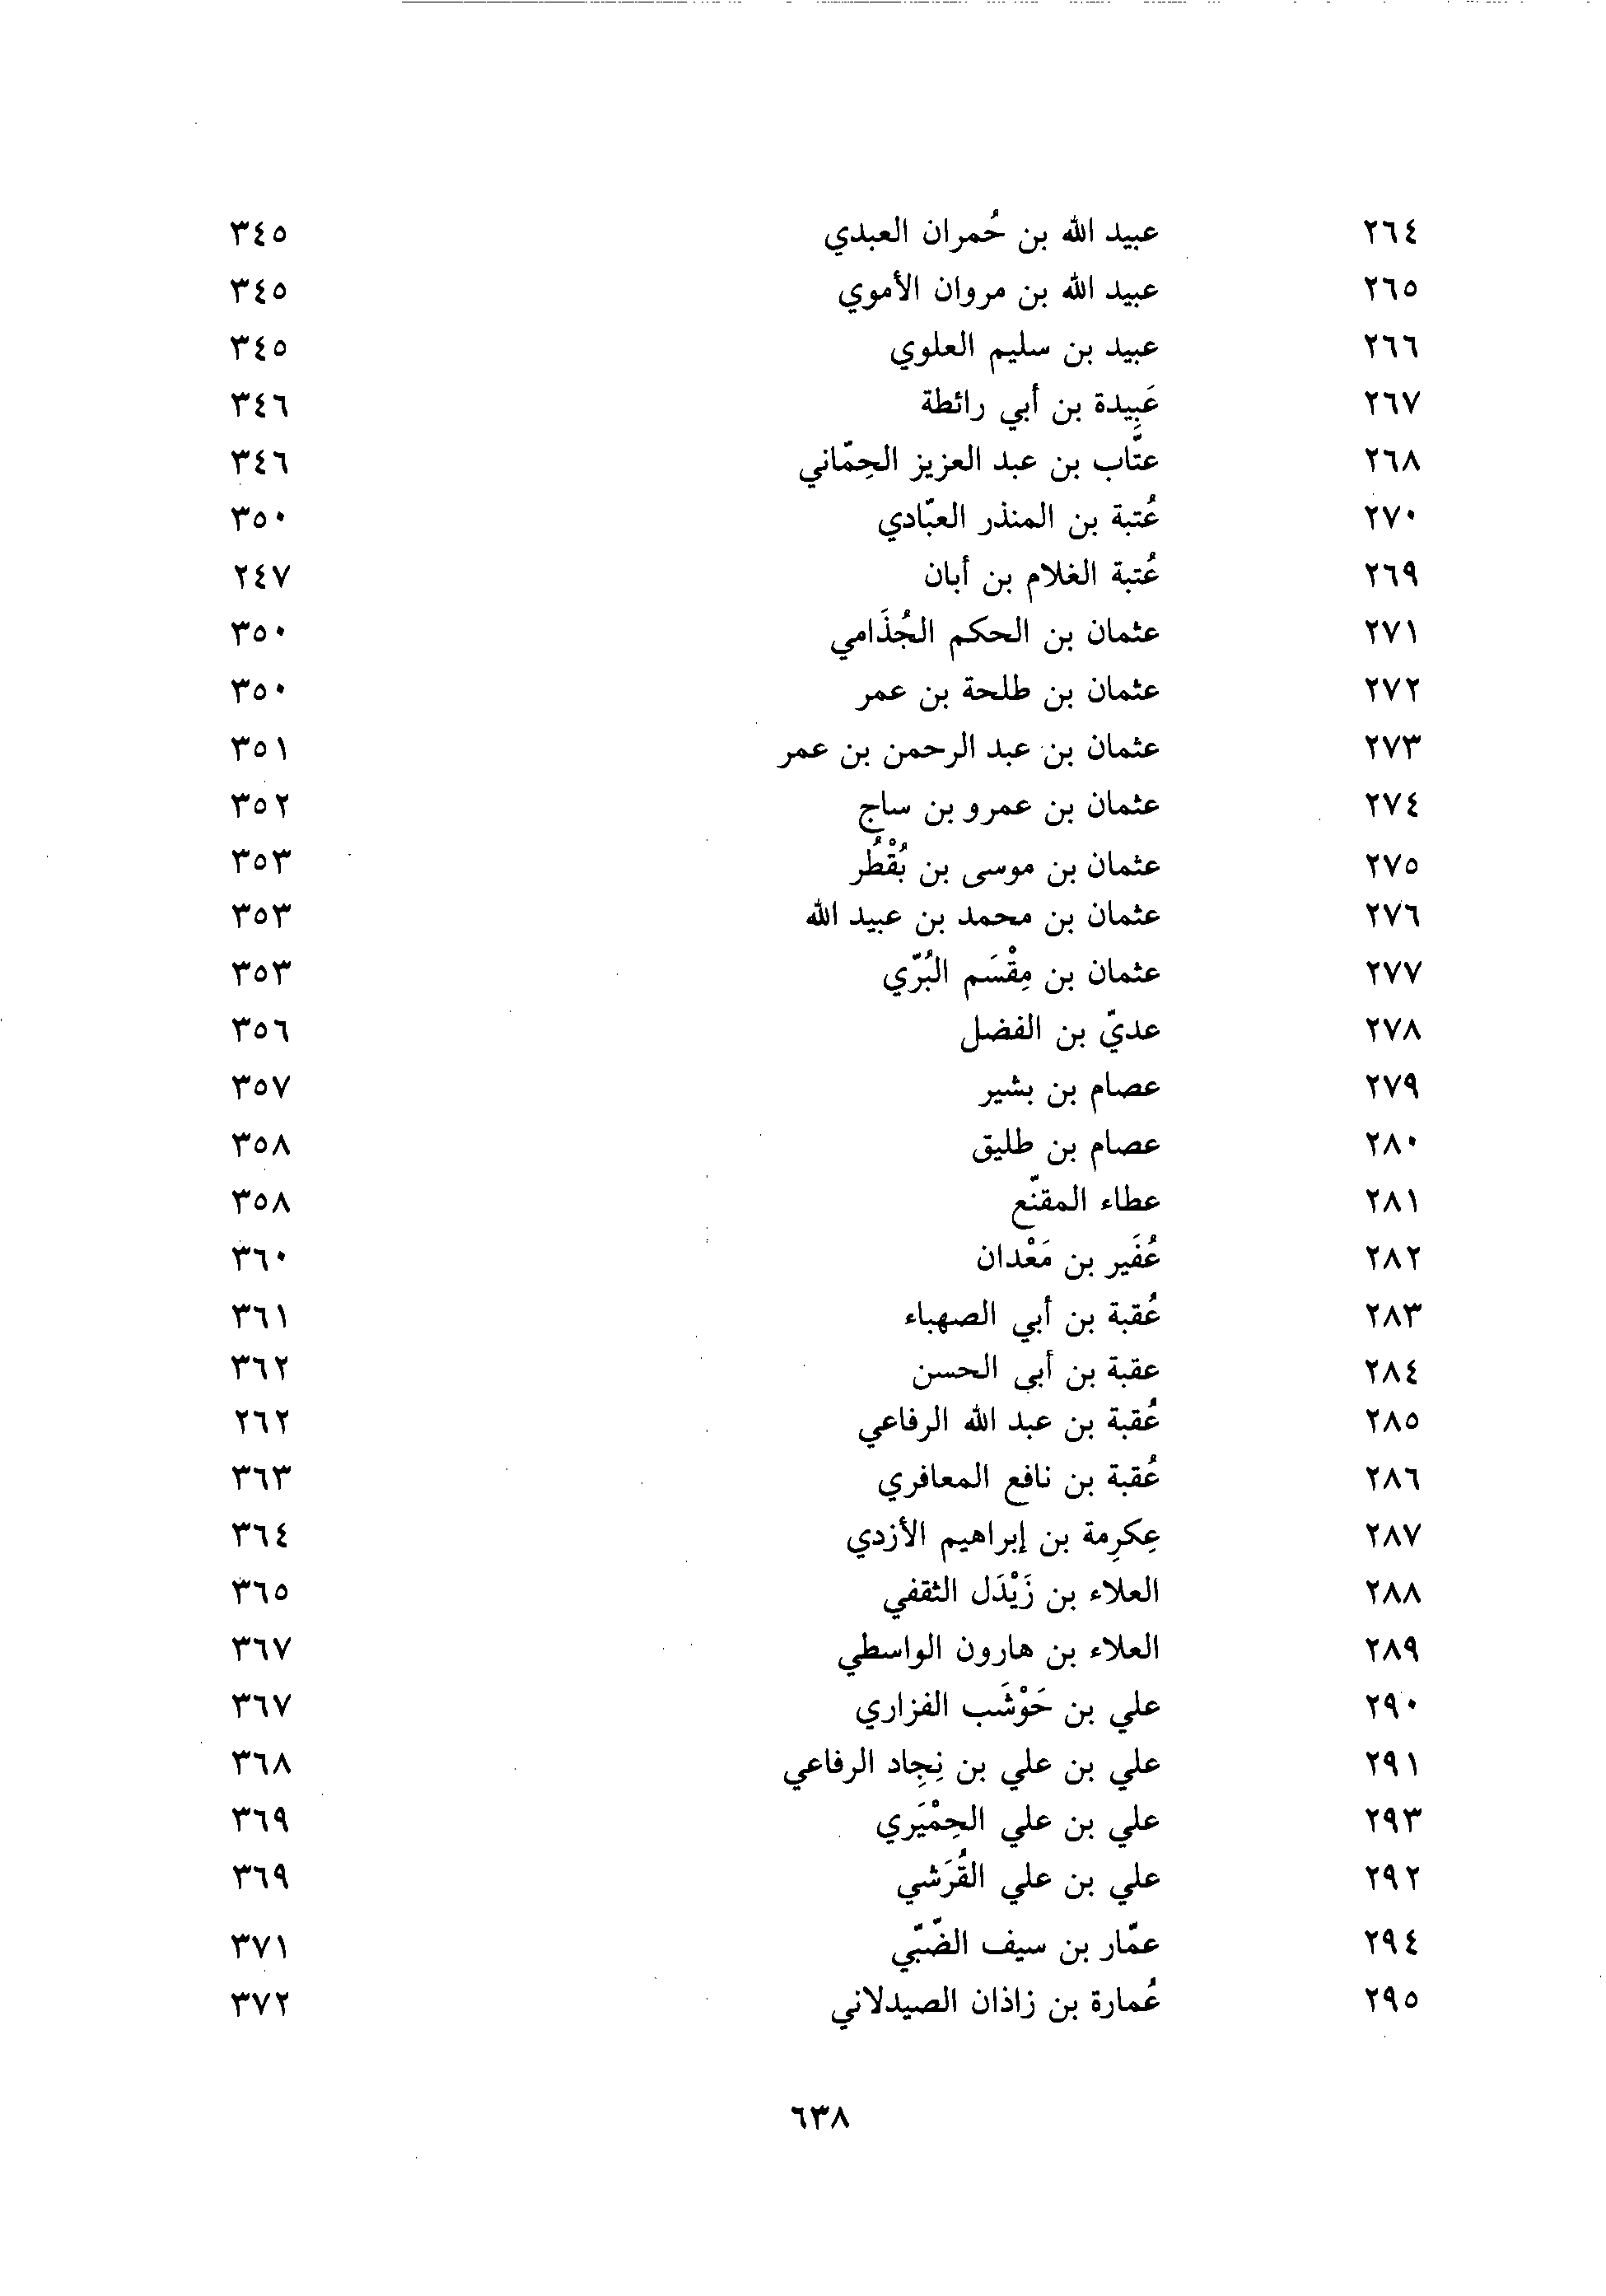 ٢٦٤ عبيد الله بن حُمران العبدي ٣٤٥
٢٦٥ عبيد الله بن مروان الأموي ٣٤٥
٢٦٦ عبيد بن سليم العلوي ٣٤٥
٢٦٧ عَبِيدة بن أبي رائطة ٣٤٦
٢٦٨ عتَّاب بن عبد العزيز الحِمّاني ٣٤٦
٢٧٠ عُتبة بن المنذر العبّادي ٣٥٠
٢٦٩ عُتبة الغلام بن أبان ٢٤٧
٢٧١ عثمان بن الحكم الجُذَامي ٣٥٠
٢٧٢ عثمان بن طلحة بن عمر ٣٥٠
٢٧٣ عثمان بن عبد الرحمن بن عمر ٣٥١
٢٧٤ عثمان بن عمرو بن ساج ٣٥٢
٢٧٥ عثمان بن موسى بن بُقْطُر ٣٥٣
٢٧٦ عثمان بن محمد بن عبيد الله ٣٥٣
٢٧٧ عثمان بن مِقْسَم البُرّي ٣٥٣
٢٧٨ عديّ بن الفضل ٣٥٦
٢٧٩ عصام بن بشير ٣٥٧
٢٨٠ عصام بن طليق ٣٥٨
٢٨١ عطاء المقنّع ٣٥٨
٢٨٢ عُفَير بن مَعْدان ٣٦٠
٢٨٣ عُقبة بن أبي الصهباء ٣٦١
٢٨٤ عقبة بن أبي الحسن ٣٦٢
٢٨٥ عُقبة بن عبد الله الرفاعي ٢٦٢
٢٨٦ عُقبة بن نافع المعافري ٣٦٣
٢٨٧ عِكرِمة بن إبراهيم الأزدي ٣٦٤
٢٨٨ العلاء بن زَيْدَل الثقفي ٣٦٥
٢٨٩ العلاء بن هارون الواسطي ٣٦٧
٢٩٠ علي بن حَوْشَب الفزاري ٣٦٧
٢٩١ علي بن علي بن نِجِاد الرفاعي ٣٦٨
٢٩٣ علي بن علي الحِمْيَري ٣٦٩
٢٩٢ علي بن علي القُرَشي ٣٦٩
٢٩٤ عمّار بن سيف الضّبّي ٣٧١
٢٩٥ عُمارة بن زاذان الصيدلاني ٣٧٢
٦٣٨